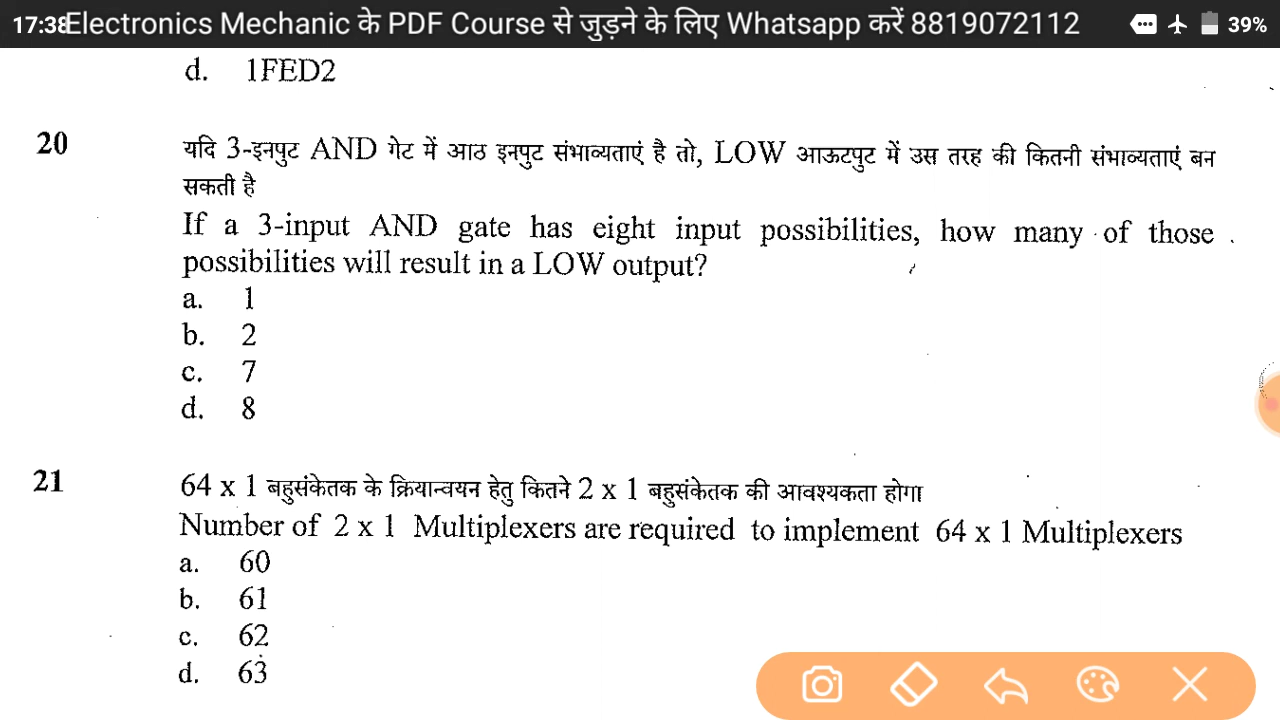 17:38 Electronics Mechanic के PDF Course से जुड़ने के लिए Whatsapp करें 8819072112 39%
d. 1FED2
20 यदि 3-इनपुट AND गेट में आठ इनपुट संभाव्यताएं है तो, LOW आऊटपुट में उस तरह की कितनी संभाव्यताएं बन
सकती है
If a 3-input AND gate has eight input possibilities, how many of those
possibilities will result in a LOW output?
a. 1
b. 2
c. 7
d. 8
21 64 x 1 बहुसंकेतक के क्रियान्वयन हेतु कितने 2 x 1 बहुसंकेतक की आवश्यकता होगा
Number of 2 x 1 Multiplexers are required to implement 64 x 1 Multiplexers
a. 60
b. 61
c. 62
d. 63